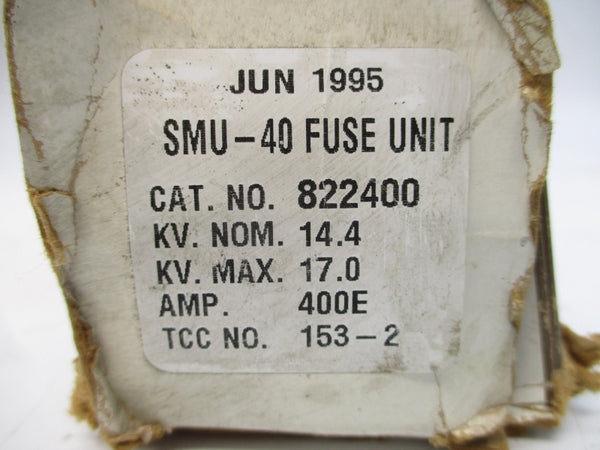 JUN 1995
SMU-40 FUSE UNIT
CAT. NO. 822400
KV. NOM. 14.4
KV. MAX. 17.0
AMP. 400E
TCC NO. 153-2